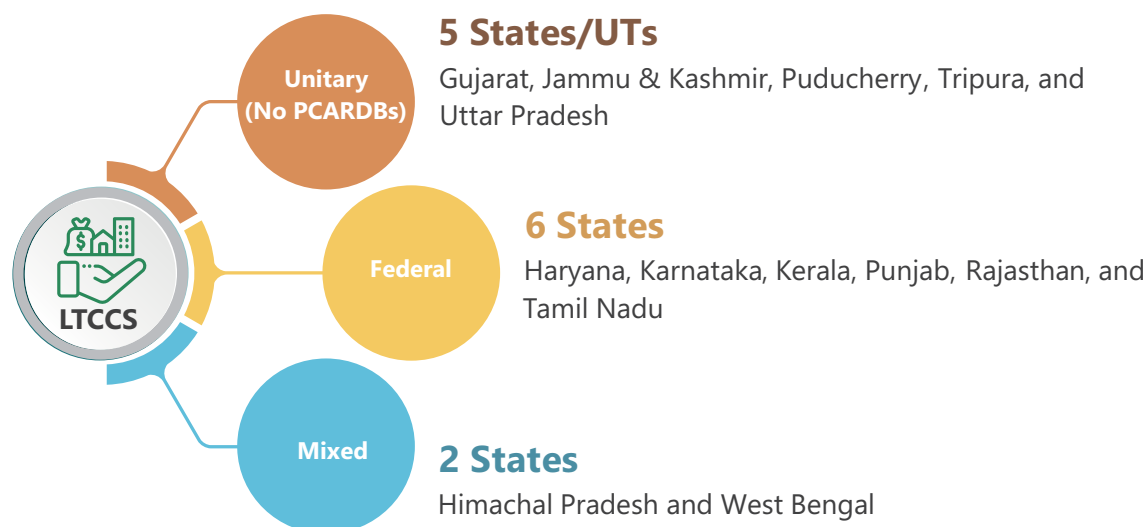 5 States/UTs
Unitary
(No PCARDBs)
Gujarat, Jammu & Kashmir, Puducherry, Tripura, and
Uttar Pradesh
$
LTCCS
6 States
Federal
Haryana, Karnataka, Kerala, Punjab, Rajasthan, and
Tamil Nadu
Mixed
2 States
Himachal Pradesh and West Bengal